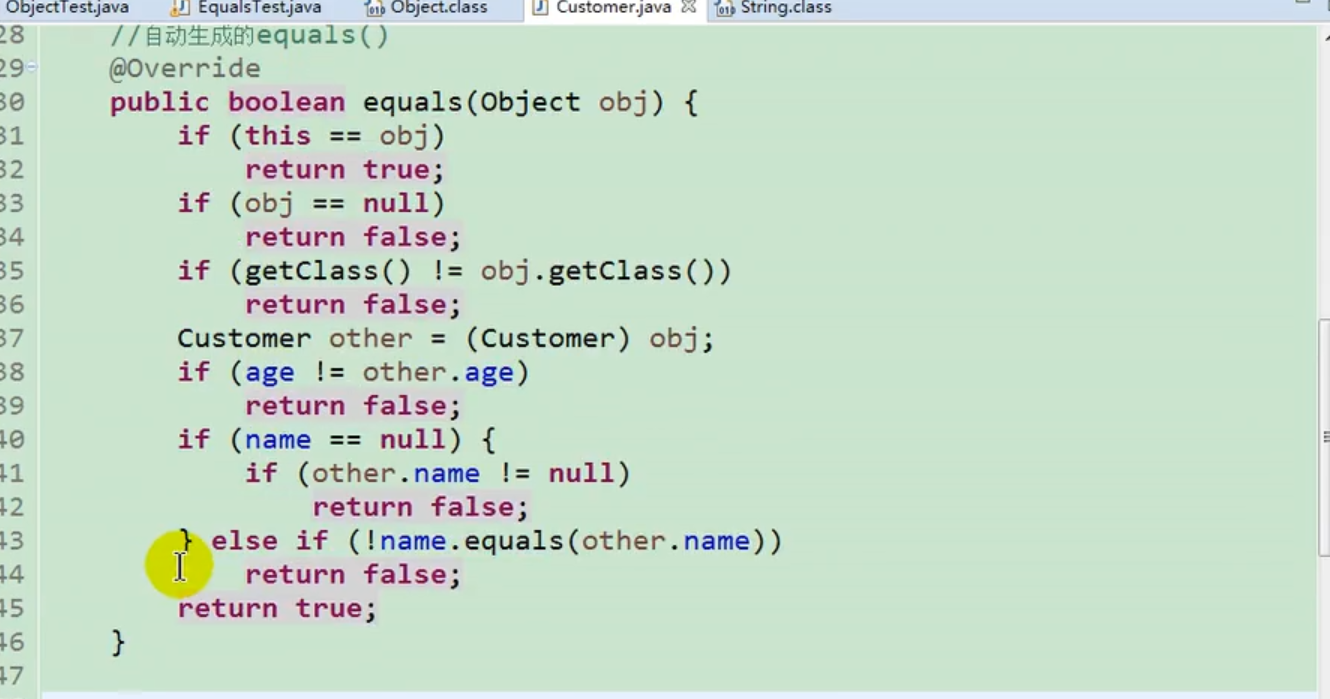 ObjectTest.java EqualsTest.java Object.class Customer.java String.class
28 //自动生成的equals()
29 @Override
30 public boolean equals(Object obj) {
31 if (this == obj)
32 return true;
33 if (obj == null)
34 return false;
35 if (getClass() != obj.getClass())
36 return false;
37 Customer other = (Customer) obj;
38 if (age != other.age)
39 return false;
40 if (name == null) {
41 if (other.name != null)
42 return false;
43 } else if (!name.equals(other.name))
44 return false;
45 return true;
46 }
47